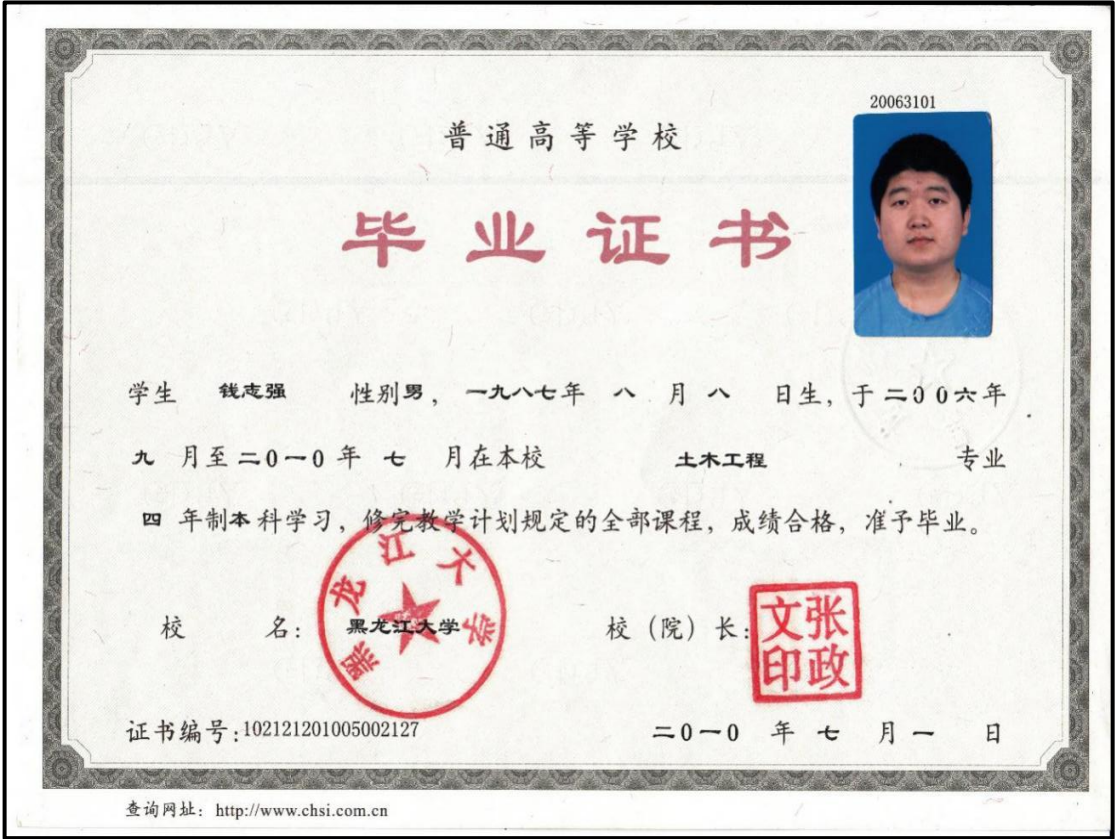 20063101
普通高等学校
毕业证书
学生 钱志强 性别男，一九八七年 八 月 八 日生，于二00六年
九 月至二0一0年 七 月在本校 土木工程 专业
四 年制本科学习，修完教学计划规定的全部课程，成绩合格，准予毕业。
黑龙江大学
校 名：黑龙江大学 校（院）长：
张政文印
证书编号：102121201005002127 二0一0 年 七 月 一 日
查询网址：http://www.chsi.com.cn